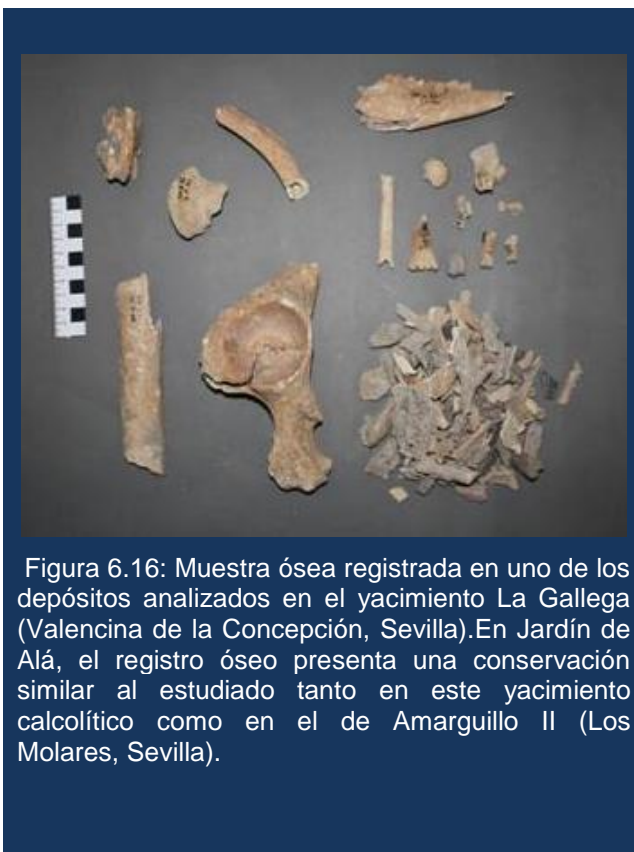 Figura 6.16: Muestra ósea registrada en uno de los
depósitos analizados en el yacimiento La Gallega
(Valencina de la Concepción, Sevilla).En Jardín de
Alá, el registro óseo presenta una conservación
similar al estudiado tanto en este yacimiento
calcolítico como en el de Amarguillo II (Los
Molares, Sevilla).